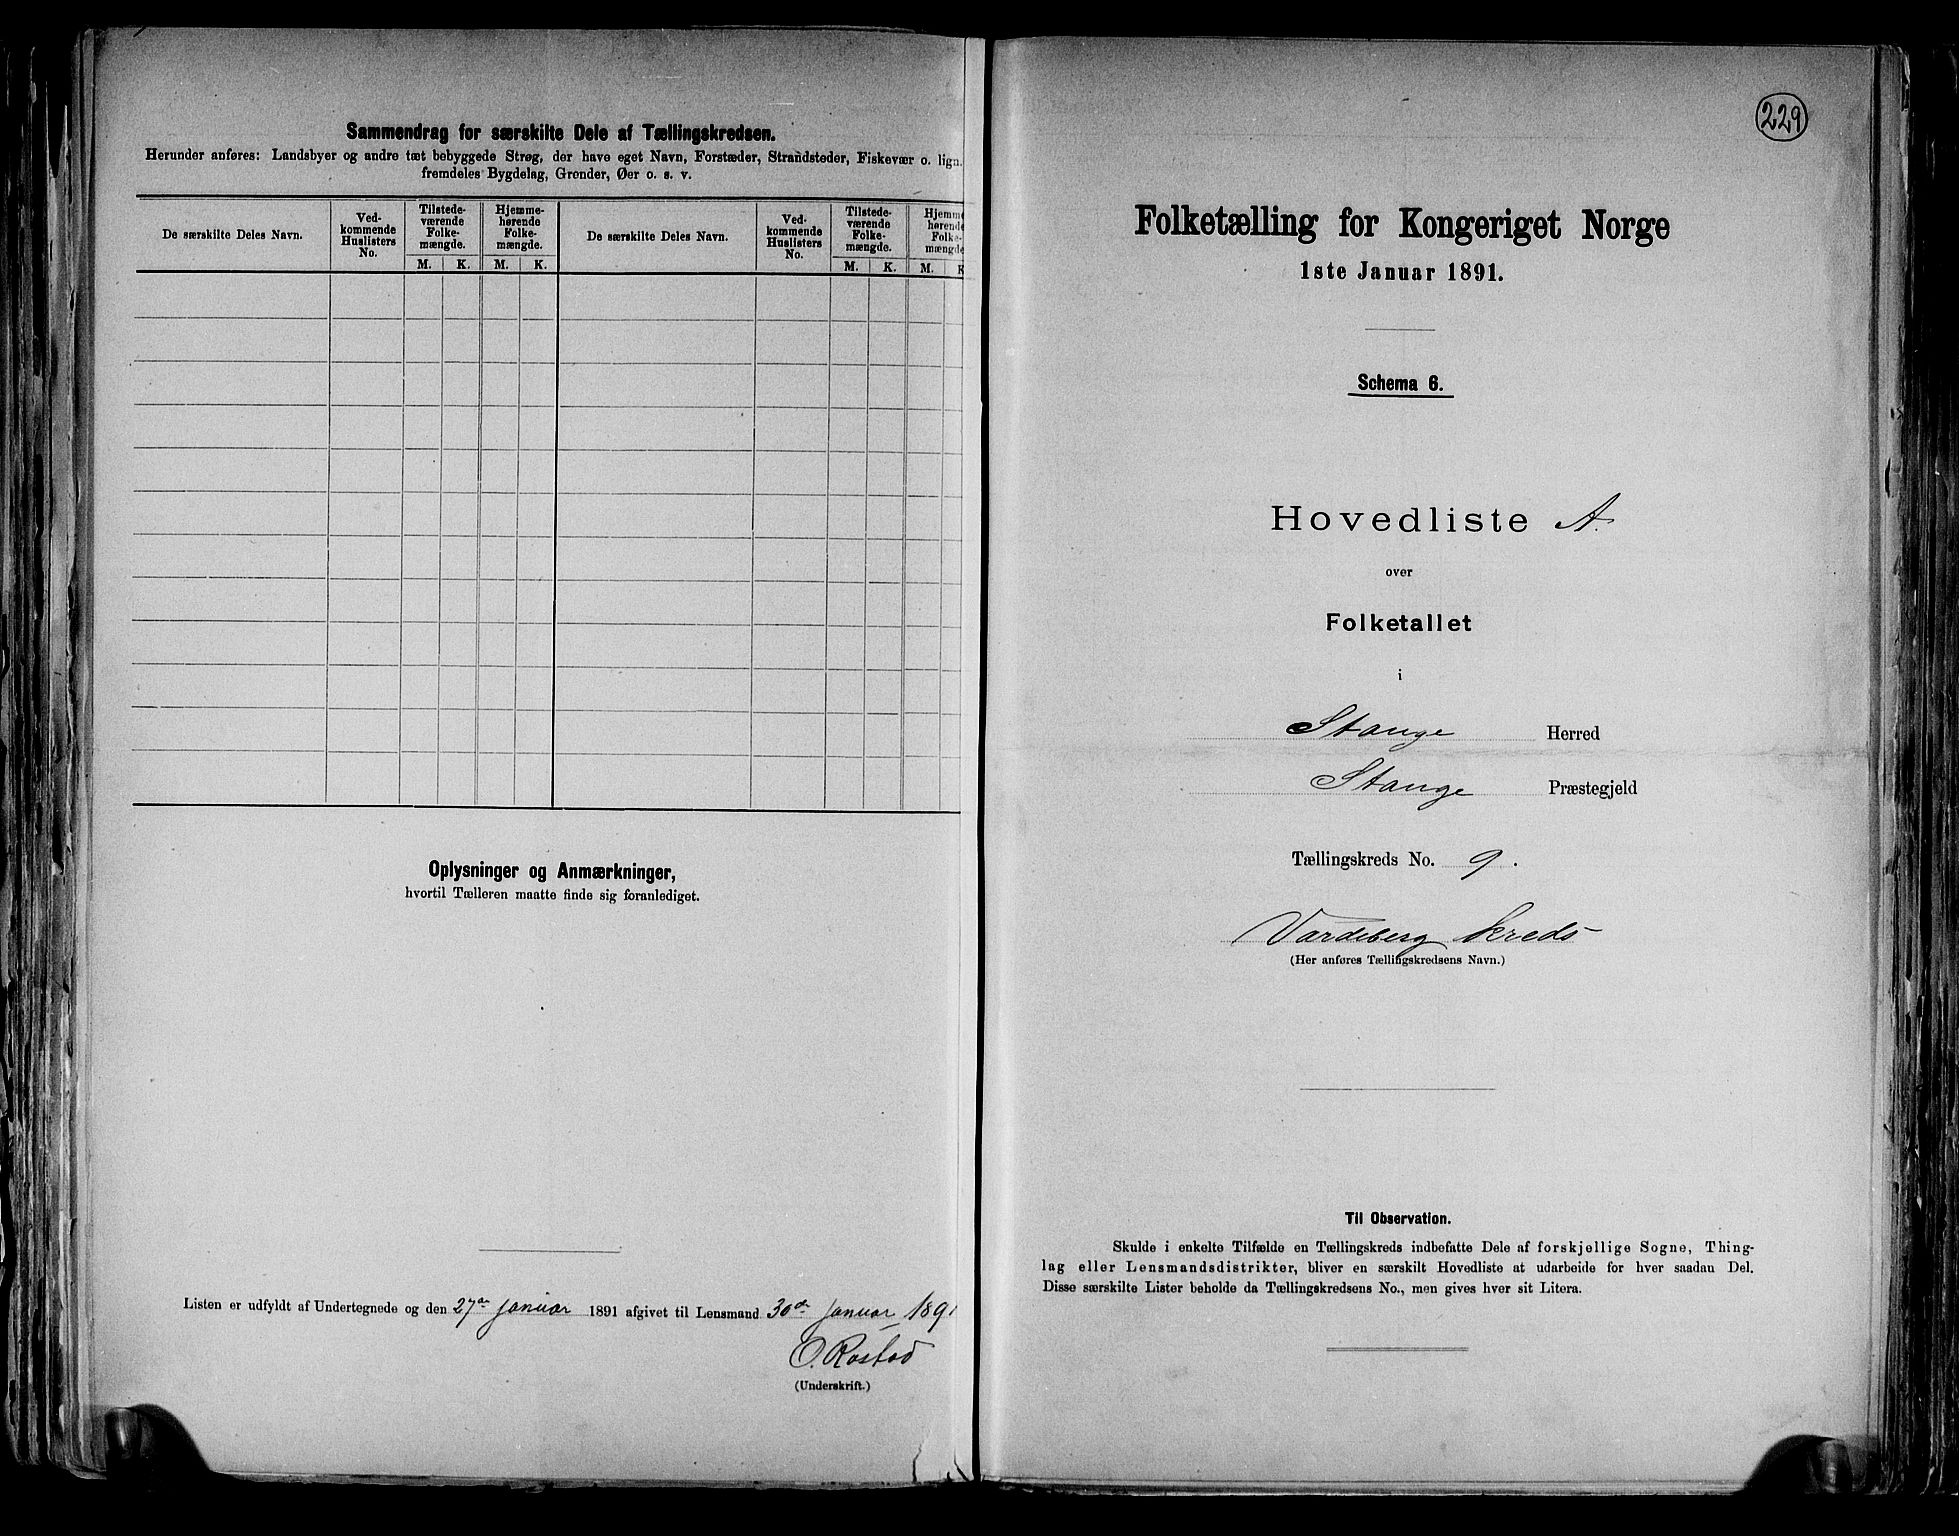 Sammendrag for særskilte Dele af Tællingskredsen.
Herunder anføres: Landsbyer og andre tæt bebyggede Strøg, der have eget Navn, Forstæder, Strandsteder, Fiskevær o. lign.
fremdeles Bygdelag, Grender, Øer o. s. v.
De særskilte Deles Navn.
Ved-
kommende
Huslisters
No.
Tilstede-
værende
Folke-
mængde.
M. K.
Hjemme-
hørende
Folke-
mængde.
M. K.
De særskilte Deles Navn.
Ved-
kommende
Huslisters
No.
Tilstede-
værende
Folke-
mængde.
M. K.
Hjemme
hørende
Folke-
mængde
M. K
Oplysninger og Anmærkninger,
hvortil Tælleren maatte finde sig foranlediget.
Listen er udfyldt af Undertegnede og den 27de Januar 1891 afgivet til Lensmand 30de Januar 1891
O. Rostad
(Underskrift.)
229
Folketælling for Kongeriget Norge
1ste Januar 1891.
Schema 6.
Hovedliste A.
over
Folketallet
i
Stange Herred
Stange Præstegjeld
Tællingskreds No. 9.
Vardeberg Kreds
(Her anføres Tællingskredsens Navn.)
Til Observation.
Skulde i enkelte Tilfælde en Tællingskreds indbefatte Dele af forskjellige Sogne, Thing-
lag eller Lensmandsdistrikter, bliver en særskilt Hovedliste at udarbeide for hver saadan Del.
Disse særskilte Lister beholde da Tællingskredsens No., men gives hver sit Litera.